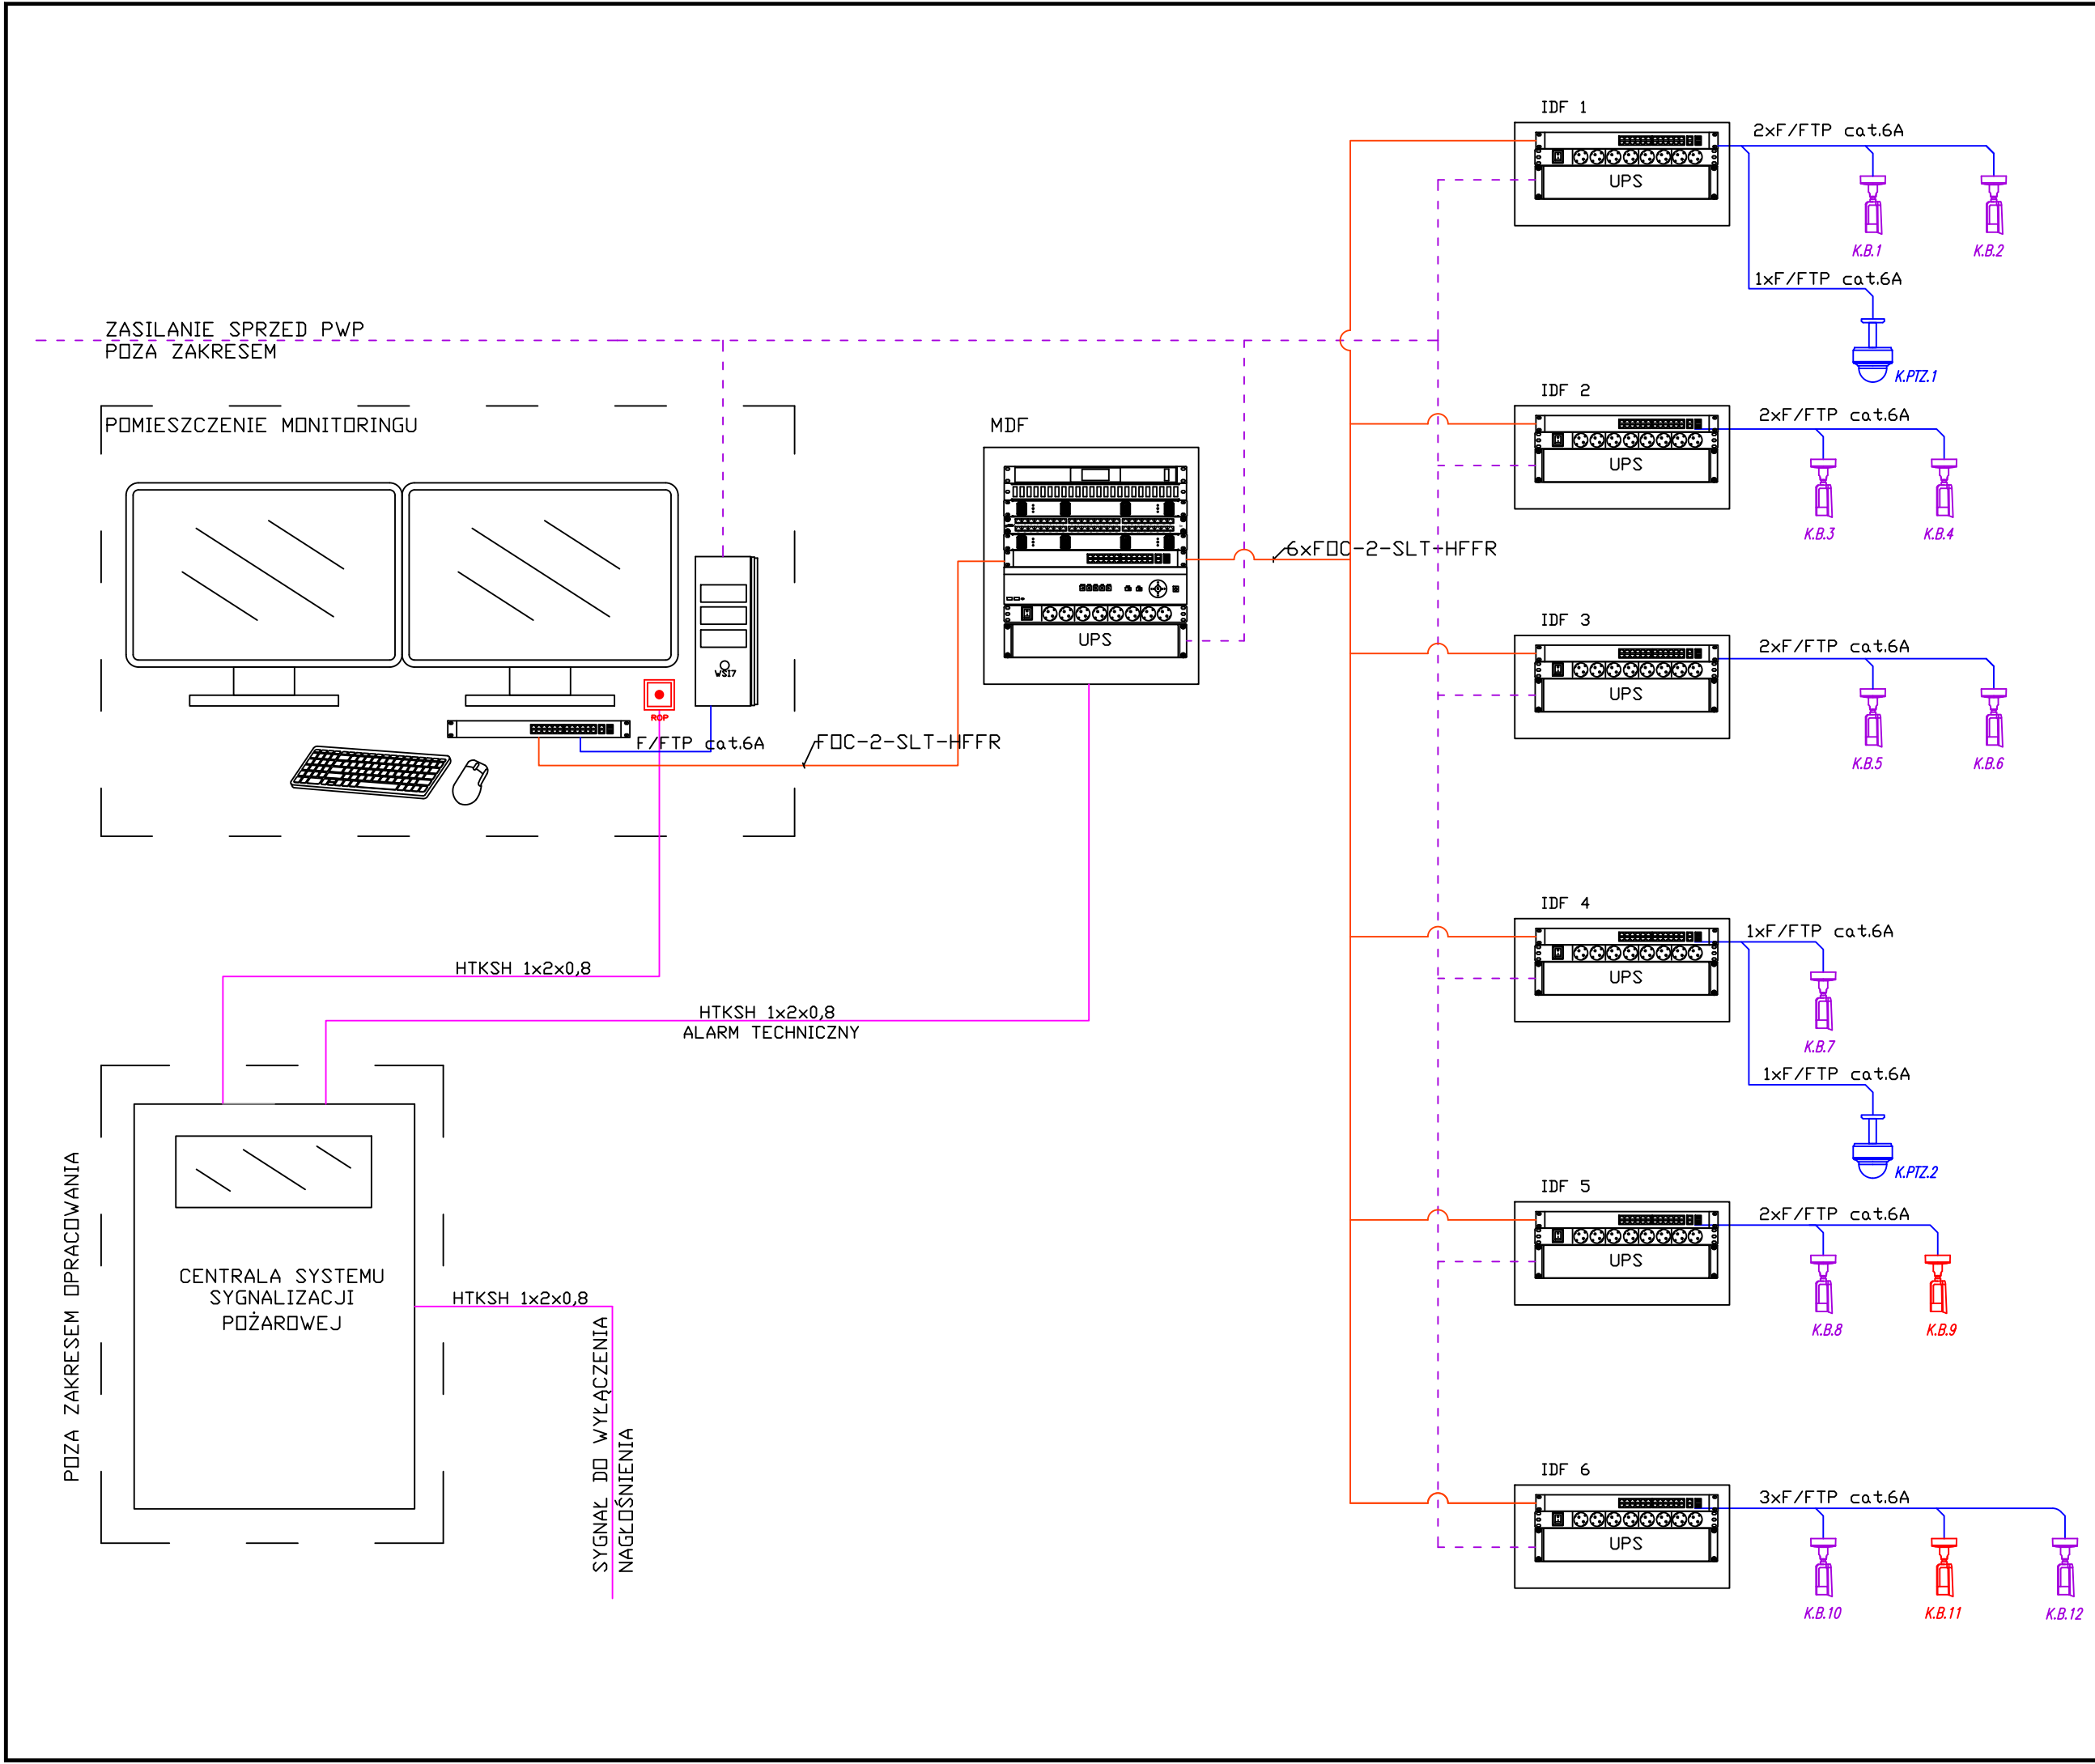 IDF 1
2xF/FTP cat.6A
UPS
K.B.1
K.B.2
1xF/FTP cat.6A
K.PTZ.1
ZASILANIE SPRZED PWP
POZA ZAKRESEM
POMIESZCZENIE MONITORINGU
WSI7
ROP
F/FTP cat.6A
FOC-2-SLT-HFFR
MDF
UPS
6xFOC-2-SLT-HFFR
IDF 2
2xF/FTP cat.6A
UPS
K.B.3
K.B.4
IDF 3
2xF/FTP cat.6A
UPS
K.B.5
K.B.6
IDF 4
1xF/FTP cat.6A
UPS
K.B.7
1xF/FTP cat.6A
K.PTZ.2
HTKSH 1x2x0,8
HTKSH 1x2x0,8
ALARM TECHNICZNY
POZA ZAKRESEM OPRACOWANIA
CENTRALA SYSTEMU
SYGNALIZACJI
POŻAROWEJ
HTKSH 1x2x0,8
SYGNAŁ DO WYŁĄCZENIA
NAGŁOŚNIENIA
IDF 5
2xF/FTP cat.6A
UPS
K.B.8
K.B.9
IDF 6
3xF/FTP cat.6A
UPS
K.B.10
K.B.11
K.B.12